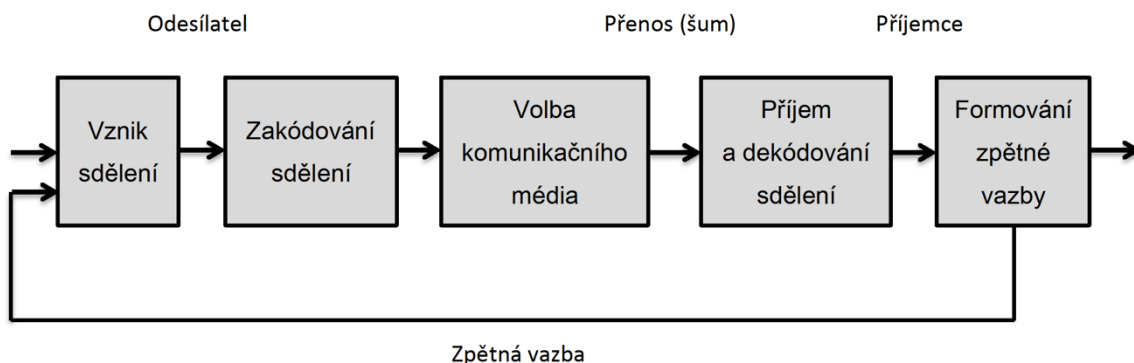 Odesílatel
Přenos (šum)
Příjemce
Vznik
sdělení
Zakódování
sdělení
Volba
komunikačního
média
Příjem
a dekódování
sdělení
Formování
zpětné
vazby
Zpětná vazba